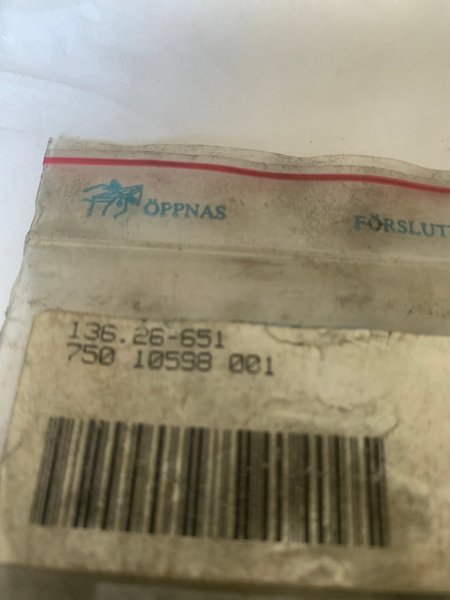 ÖPPNAS
FÖRSLUT
136.26-651
750 10598 001